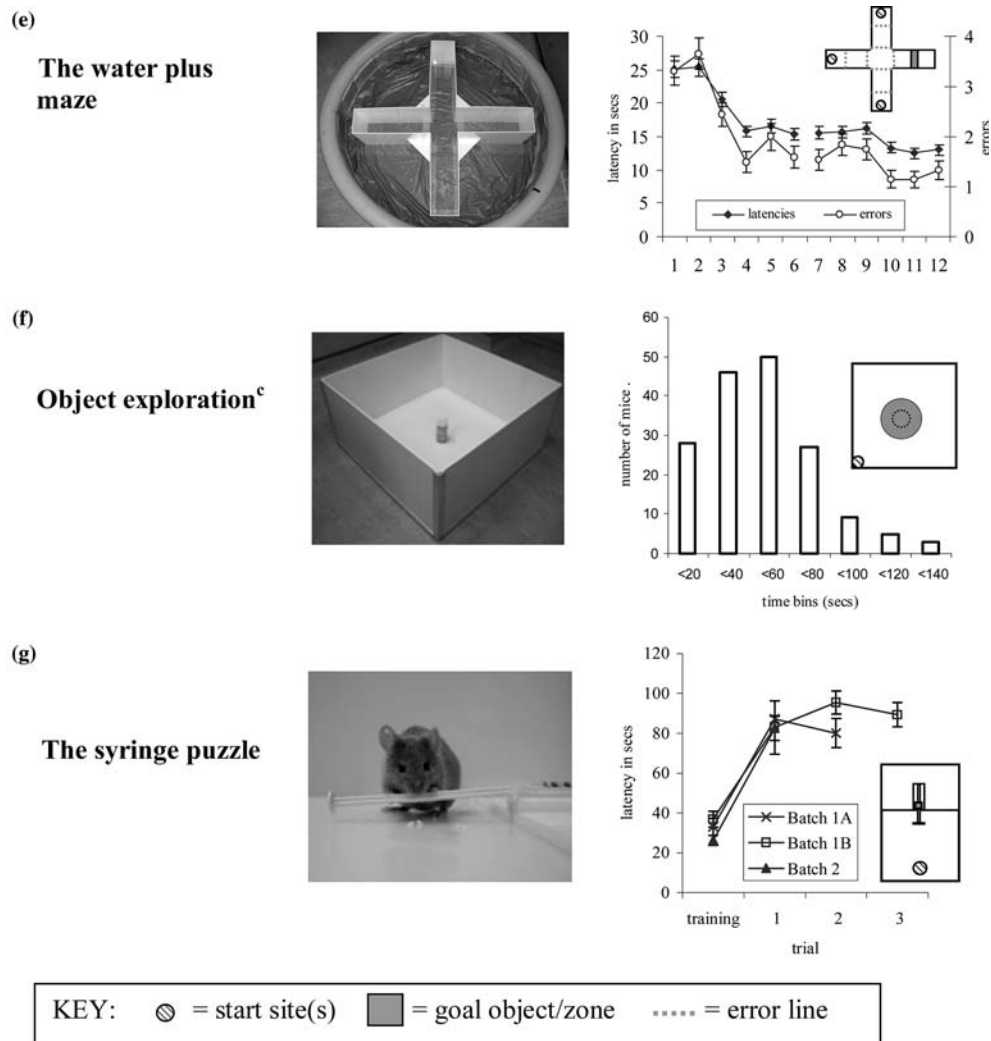 (e)
The water plus
maze
30
25
20
15
10
5
0
latency in secs
4
3
2
1
0
errors
latencies
errors
1 2 3 4 5 6 7 8 9 10 11 12
(f)
Object exploration^c
60
50
40
30
20
10
0
number of mice .
<20 <40 <60 <80 <100 <120 <140
time bins (secs)
(g)
The syringe puzzle
120
100
80
60
40
20
0
latency in secs
Batch 1A
Batch 1B
Batch 2
training 1 2 3
trial
KEY: = start site(s) = goal object/zone = error line